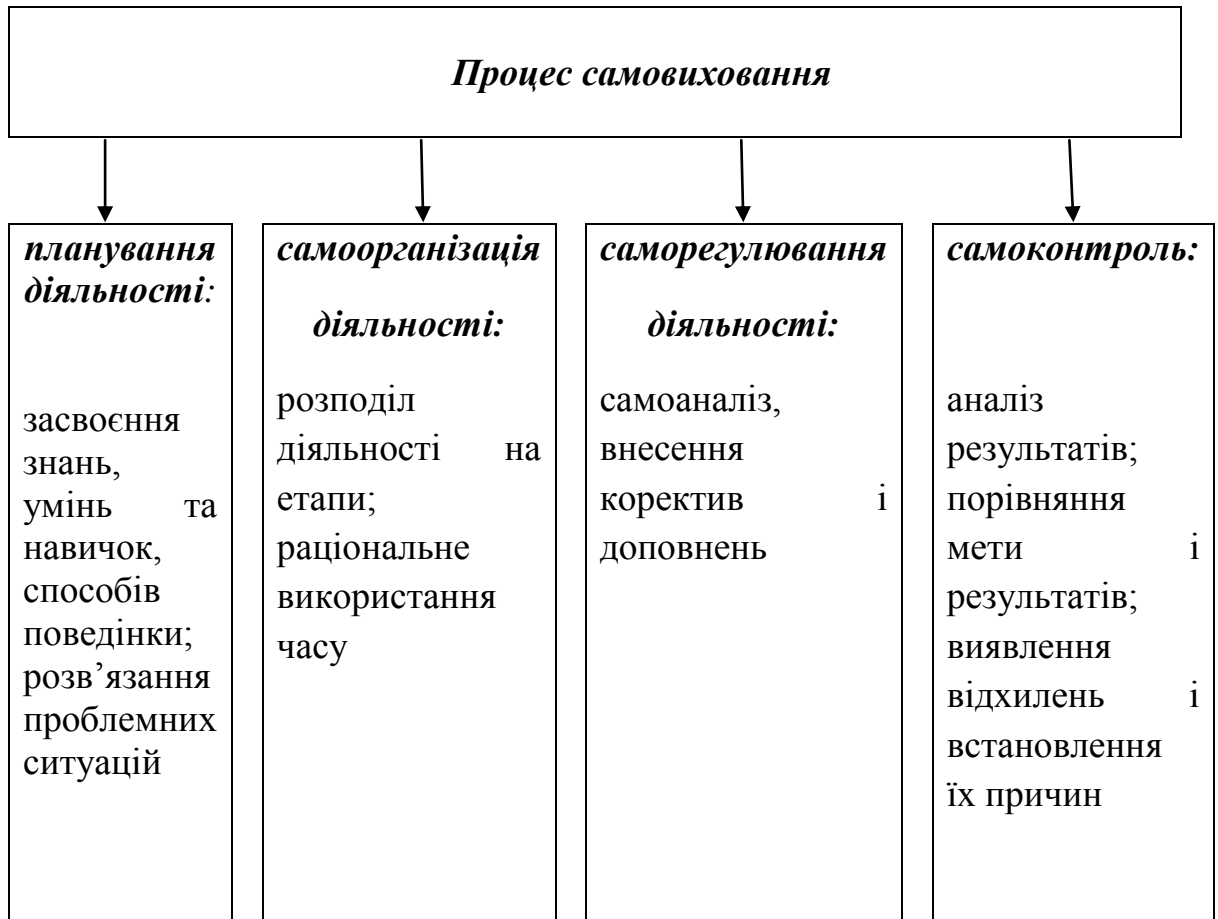 Процес самовиховання
планування
діяльності:
засвоєння
знань,
умінь та
навичок,
способів
поведінки;
розв’язання
проблемних
ситуацій
самоорганізація
діяльності:
розподіл
діяльності на
етапи;
раціональне
використання
часу
саморегулювання
діяльності:
самоаналіз,
внесення
коректив і
доповнень
самоконтроль:
аналіз
результатів;
порівняння
мети і
результатів;
виявлення
відхилень і
встановлення
їх причин